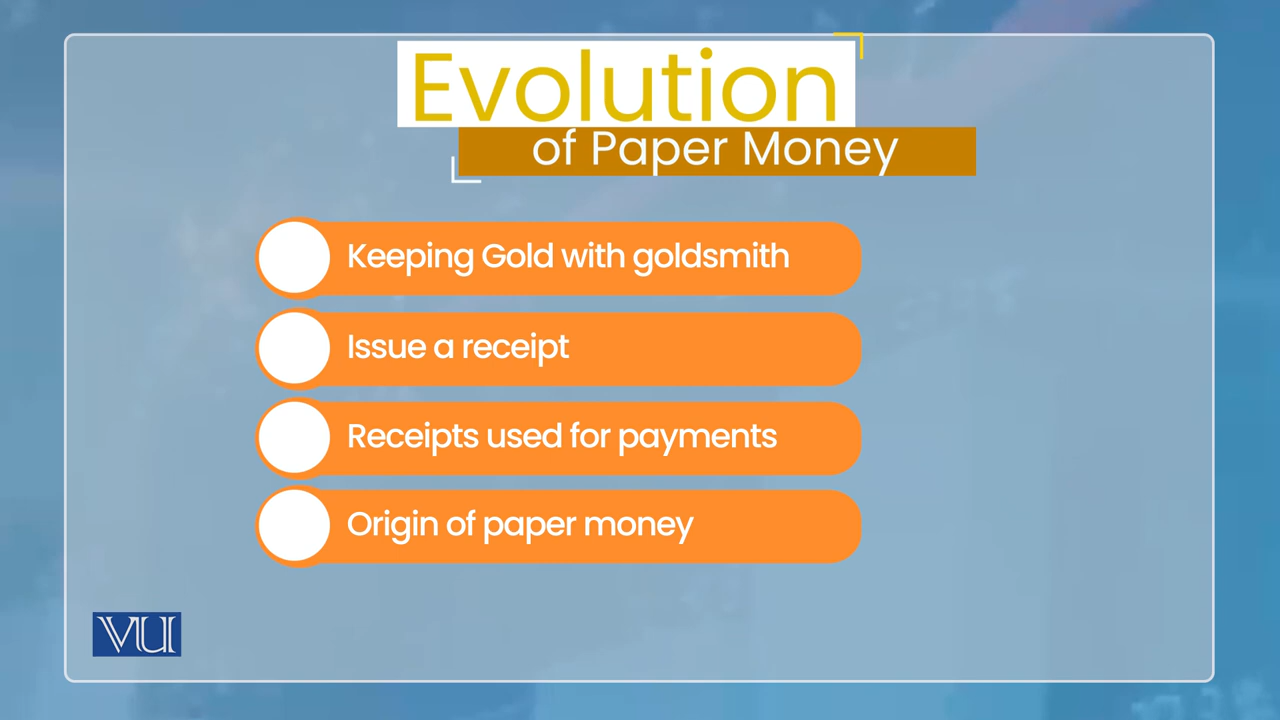 Evolution
of Paper Money
Keeping Gold with goldsmith
Issue a receipt
Receipts used for payments
Origin of paper money
VU